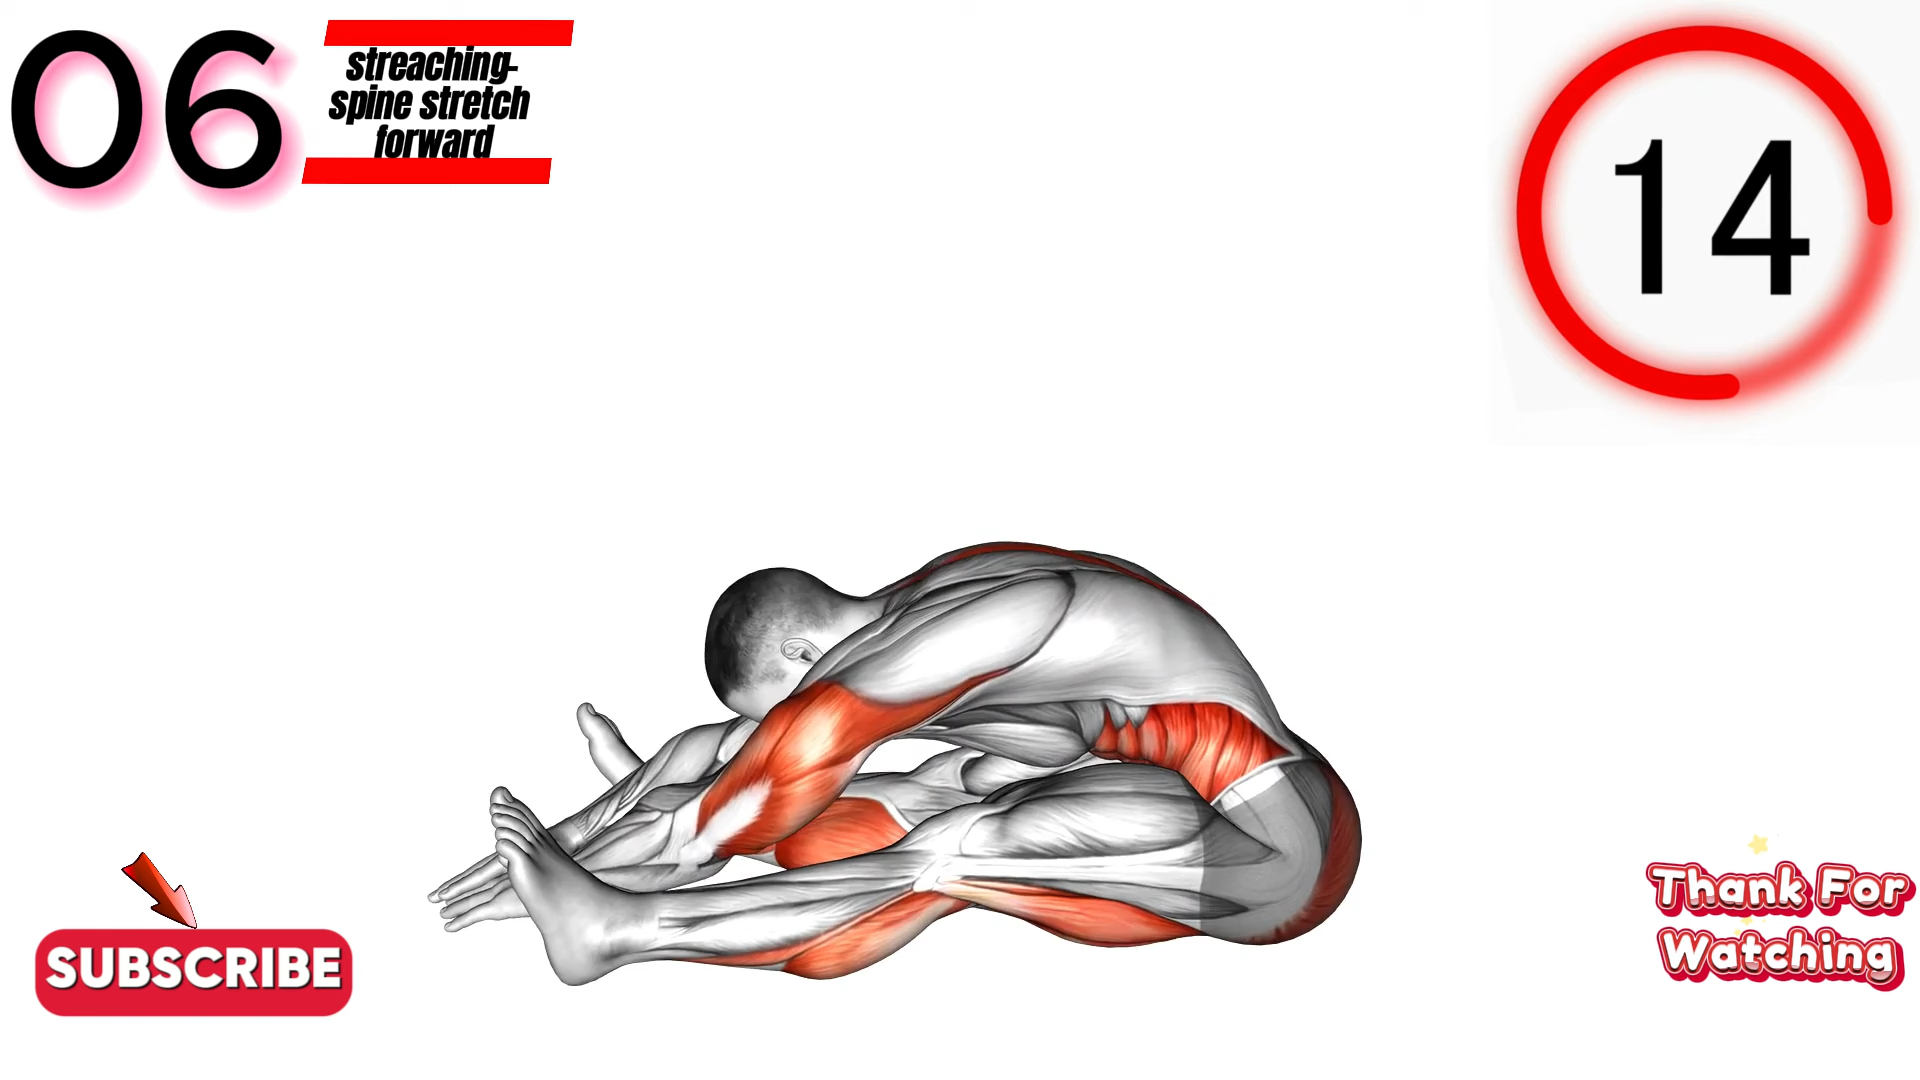 06
streaching-
spine stretch
forward
14
SUBSCRIBE
Thank For
Watching